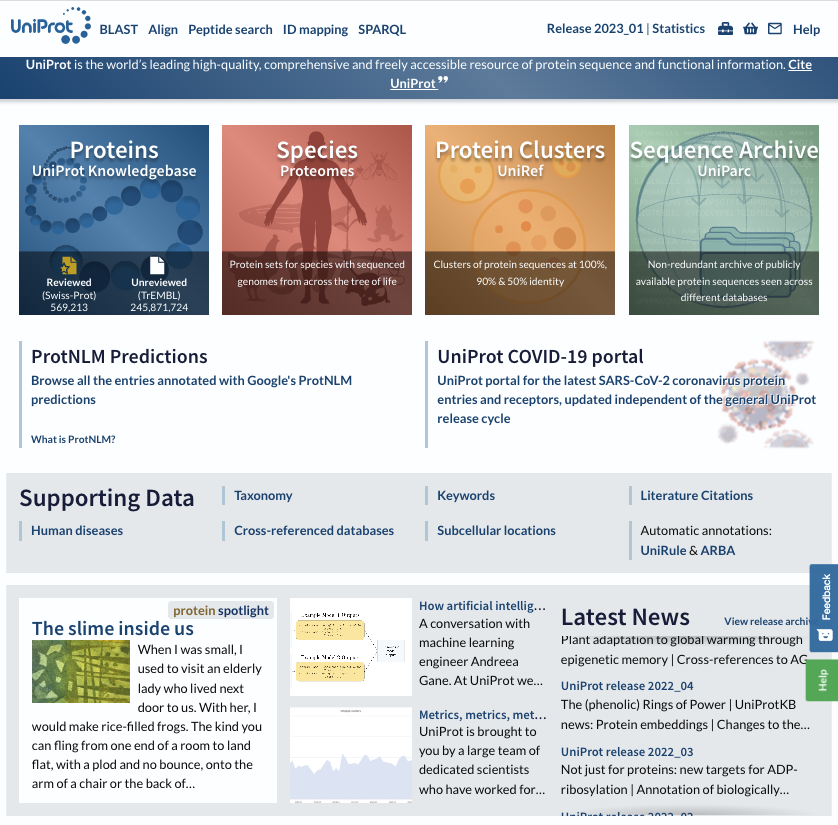 UniProt
BLAST Align Peptide search ID mapping SPARQL
Release 2023_01 | Statistics
Help
UniProt is the world's leading high-quality, comprehensive and freely accessible resource of protein sequence and functional information. Cite
UniProt ❞
Proteins
UniProt Knowledgebase
Reviewed
(Swiss-Prot)
569,213
Unreviewed
(TrEMBL)
245,871,724
Species
Proteomes
Protein sets for species with sequenced
genomes from across the tree of life
Protein Clusters
UniRef
Clusters of protein sequences at 100%,
90% & 50% identity
Sequence Archive
UniParc
Non-redundant archive of publicly
available protein sequences seen across
different databases
ProtNLM Predictions
Browse all the entries annotated with Google's ProtNLM
predictions
What is ProtNLM?
UniProt COVID-19 portal
UniProt portal for the latest SARS-CoV-2 coronavirus protein
entries and receptors, updated independent of the general UniProt
release cycle
Supporting Data
Taxonomy
Keywords
Literature Citations
Human diseases
Cross-referenced databases
Subcellular locations
Automatic annotations:
UniRule & ARBA
protein spotlight
The slime inside us
When I was small, I
used to visit an elderly
lady who lived next
door to us. With her, I
would make rice-filled frogs. The kind you
can fling from one end of a room to land
flat, with a plod and no bounce, onto the
arm of a chair or the back of…
How artificial intellig…
A conversation with
machine learning
engineer Andreea
Gane. At UniProt we…
Metrics, metrics, met…
UniProt is brought to
you by a large team of
dedicated scientists
who have worked for…
Latest News
View release archiv
Plant adaptation to global warming through
epigenetic memory | Cross-references to AG
UniProt release 2022_04
The (phenolic) Rings of Power | UniProtKB
news: Protein embeddings | Changes to the…
UniProt release 2022_03
Not just for proteins: new targets for ADP-
ribosylation | Annotation of biologically…
UniProt release 2022_02
Feedback
Help